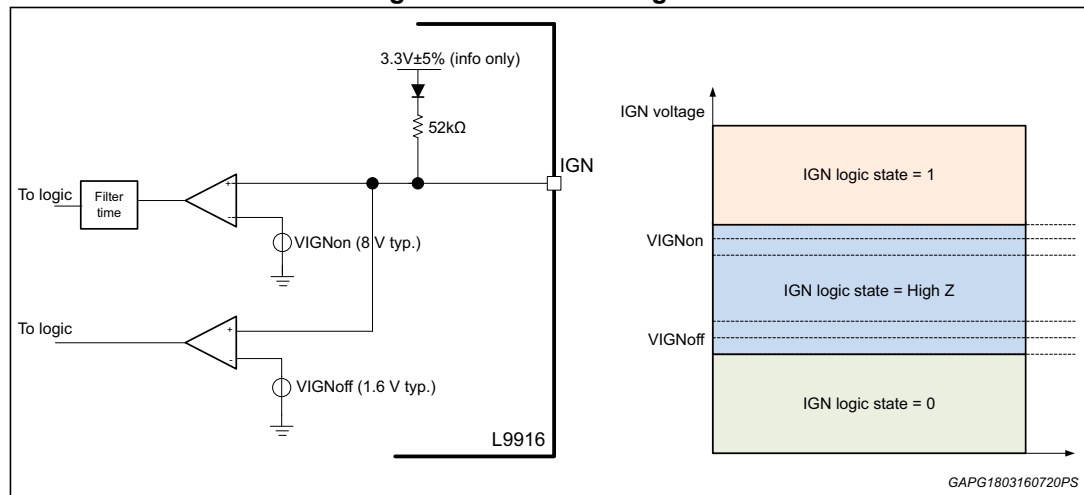 3.3V±5% (info only)
52kΩ
IGN
To logic
Filter
time
+
-
VIGNon (8 V typ.)
To logic
+
-
VIGNoff (1.6 V typ.)
L9916
IGN voltage
IGN logic state = 1
VIGNon
IGN logic state = High Z
VIGNoff
IGN logic state = 0
GAPG1803160720PS